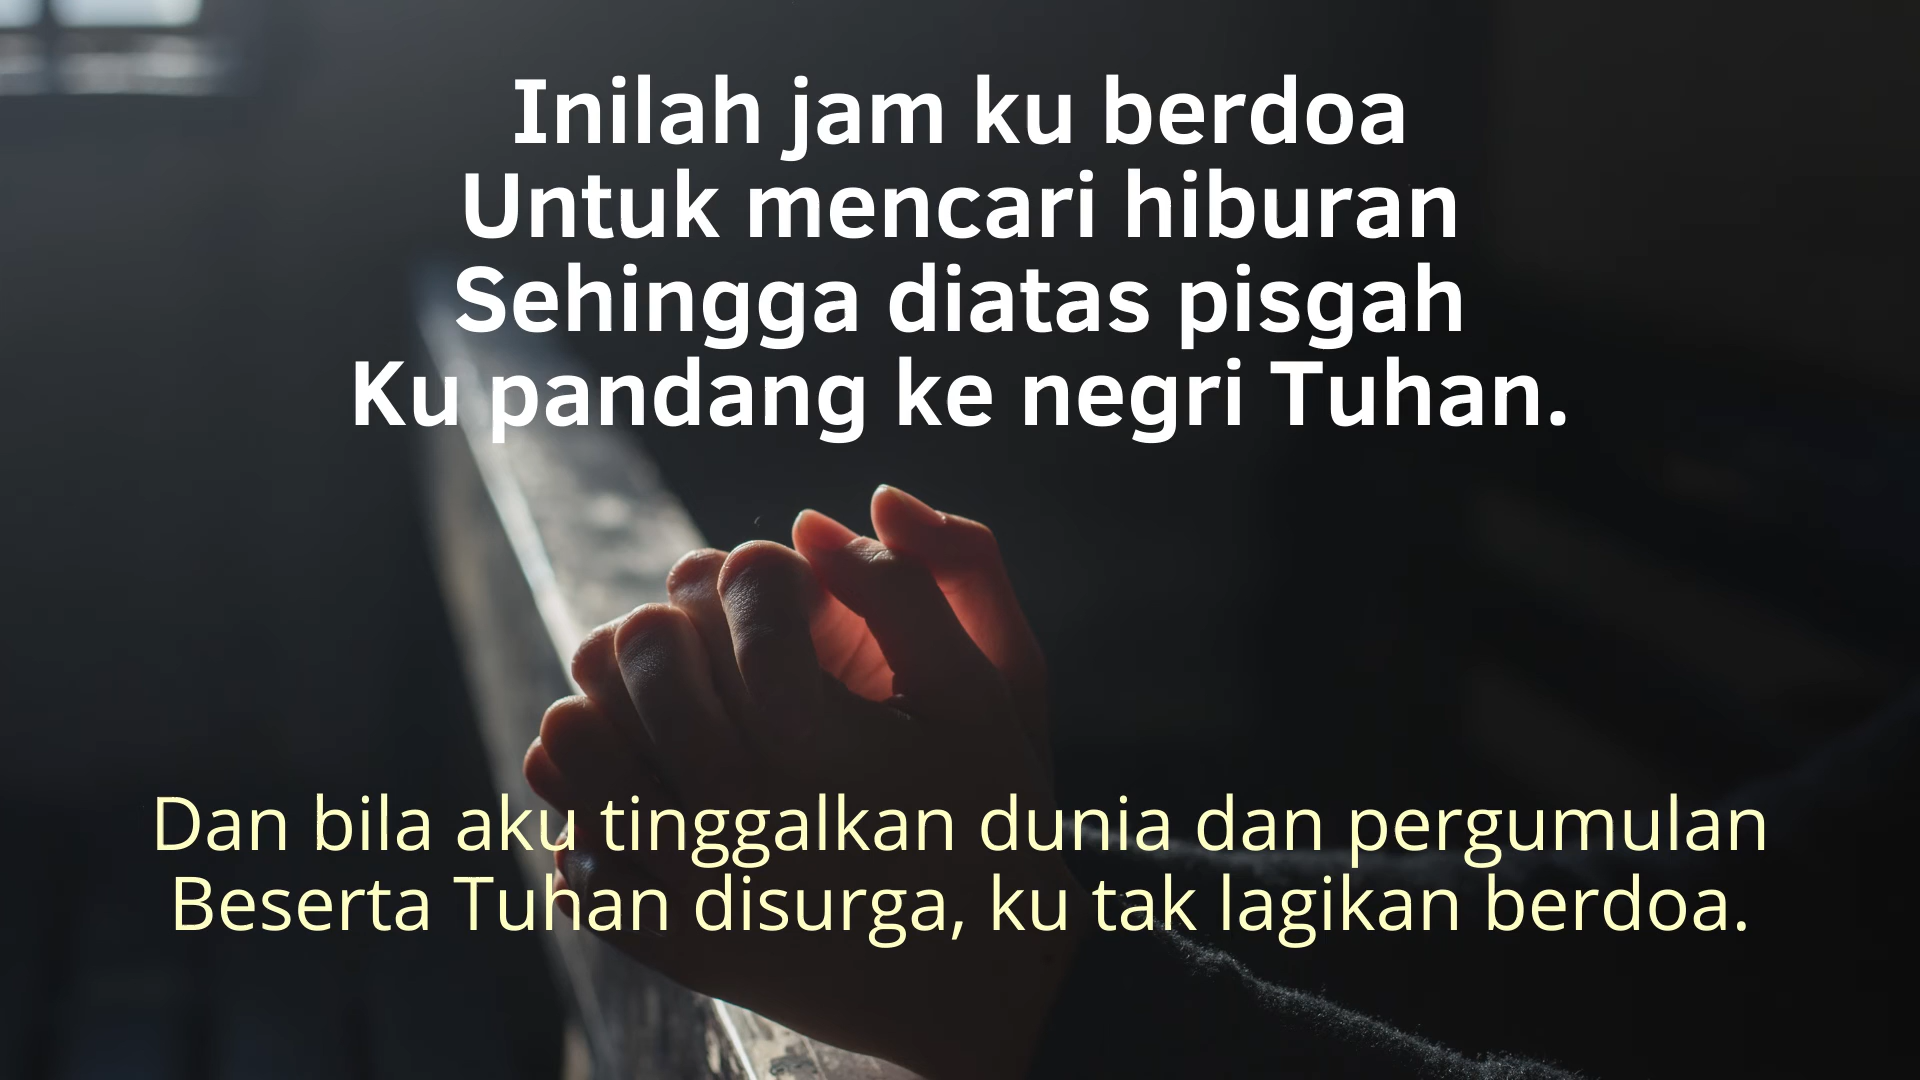 Inilah jam ku berdoa
Untuk mencari hiburan
Sehingga diatas pisgah
Ku pandang ke negri Tuhan.
Dan bila aku tinggalkan dunia dan pergumulan
Beserta Tuhan disurga, ku tak lagikan berdoa.